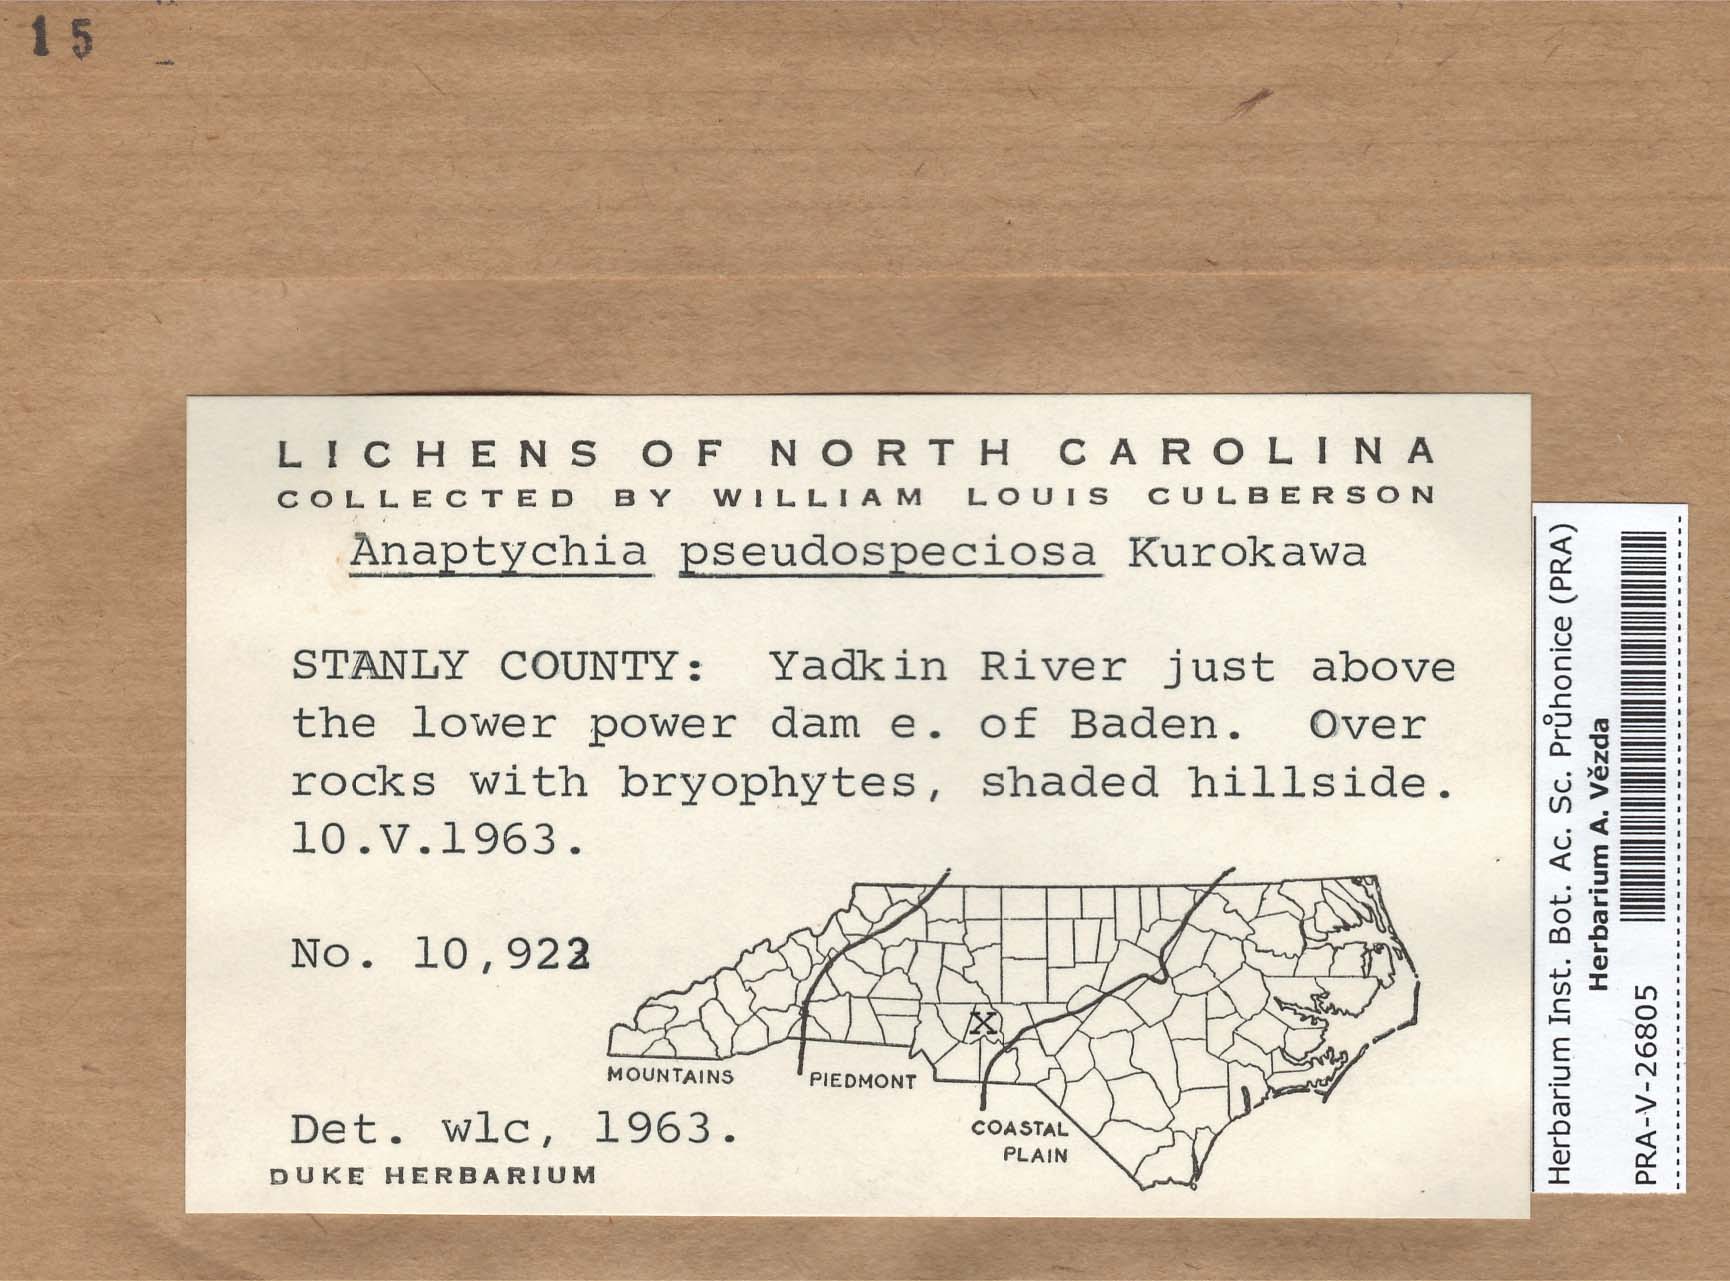 15
LICHENS OF NORTH CAROLINA
COLLECTED BY WILLIAM LOUIS CULBERSON
Anaptychia pseudospeciosa Kurokawa
STANLY COUNTY: Yadkin River just above
the lower power dam e. of Baden. Over
rocks with bryophytes, shaded hillside.
10.V.1963.
No.
MOUNTAINS
PIEDMONT
X
COASTAL
PLAIN
Det. wlc, 1963.
DUKE HERBARIUM
Herbarium Inst. Bot. Ac. Sc. Průhonice (PRA)
Herbarium A. Vězda
PRA-V-26805